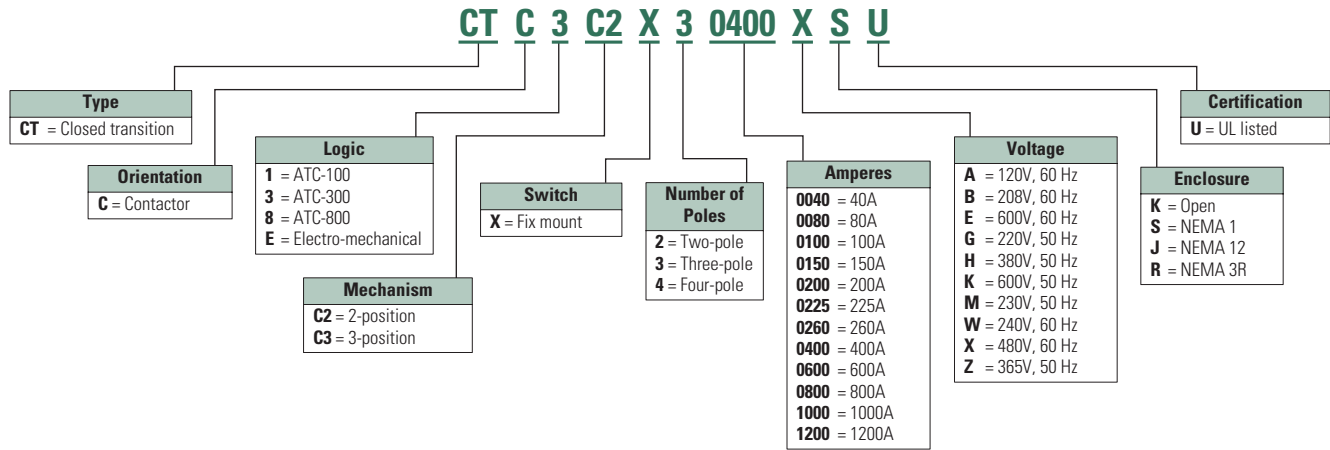 CT C 3 C2 X 3 0400 X S U
Type
CT = Closed transition
Orientation
C = Contactor
Logic
1 = ATC-100
3 = ATC-300
8 = ATC-800
E = Electro-mechanical
Mechanism
C2 = 2-position
C3 = 3-position
Switch
X = Fix mount
Number of
Poles
2 = Two-pole
3 = Three-pole
4 = Four-pole
Amperes
0040 = 40A
0080 = 80A
0100 = 100A
0150 = 150A
0200 = 200A
0225 = 225A
0260 = 260A
0400 = 400A
0600 = 600A
0800 = 800A
1000 = 1000A
1200 = 1200A
Voltage
A = 120V, 60 Hz
B = 208V, 60 Hz
E = 600V, 60 Hz
G = 220V, 50 Hz
H = 380V, 50 Hz
K = 600V, 50 Hz
M = 230V, 50 Hz
W = 240V, 60 Hz
X = 480V, 60 Hz
Z = 365V, 50 Hz
Enclosure
K = Open
S = NEMA 1
J = NEMA 12
R = NEMA 3R
Certification
U = UL listed